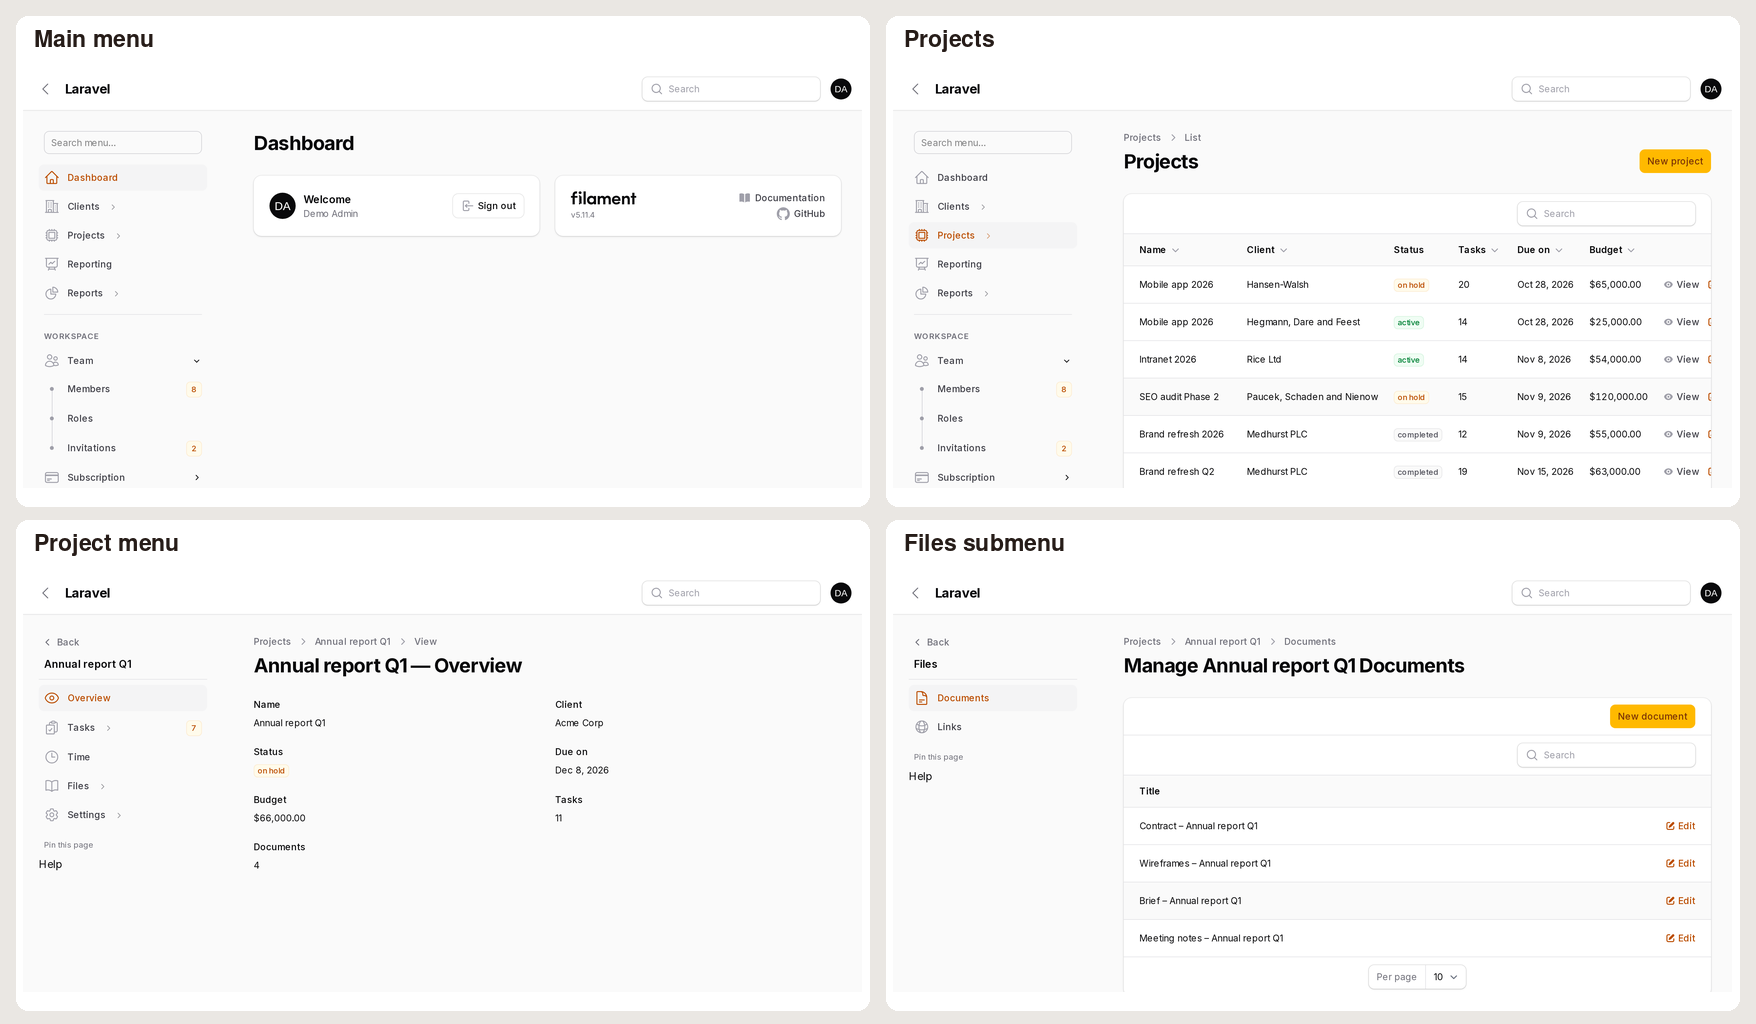 Main menu
Laravel
Search
DA
Search menu...
Dashboard
Clients
Projects
Reporting
Reports
WORKSPACE
Team
Members 8
Roles
Invitations 2
Subscription
Dashboard
DA
Welcome
Demo Admin
Sign out
filament
v5.11.4
Documentation
GitHub
Projects
Laravel
Search
DA
Search menu...
Dashboard
Clients
Projects
Reporting
Reports
WORKSPACE
Team
Members 8
Roles
Invitations 2
Subscription
Projects List
Projects
New project
Search
Name Client Status Tasks Due on Budget
Mobile app 2026 Hansen-Walsh on hold 20 Oct 28, 2026 $65,000.00 View
Mobile app 2026 Hegmann, Dare and Feest active 14 Oct 28, 2026 $25,000.00 View
Intranet 2026 Rice Ltd active 14 Nov 8, 2026 $54,000.00 View
SEO audit Phase 2 Paucek, Schaden and Nienow on hold 15 Nov 9, 2026 $120,000.00 View
Brand refresh 2026 Medhurst PLC completed 12 Nov 9, 2026 $55,000.00 View
Brand refresh Q2 Medhurst PLC completed 19 Nov 15, 2026 $63,000.00 View
Project menu
Laravel
Search
DA
Back
Annual report Q1
Overview
Tasks 7
Time
Files
Settings
Pin this page
Help
Projects Annual report Q1 View
Annual report Q1 — Overview
Name
Annual report Q1
Client
Acme Corp
Status
on hold
Due on
Dec 8, 2026
Budget
$66,000.00
Tasks
11
Documents
4
Files submenu
Laravel
Search
DA
Back
Files
Documents
Links
Pin this page
Help
Projects Annual report Q1 Documents
Manage Annual report Q1 Documents
New document
Search
Title
Contract – Annual report Q1 Edit
Wireframes – Annual report Q1 Edit
Brief – Annual report Q1 Edit
Meeting notes – Annual report Q1 Edit
Per page 10